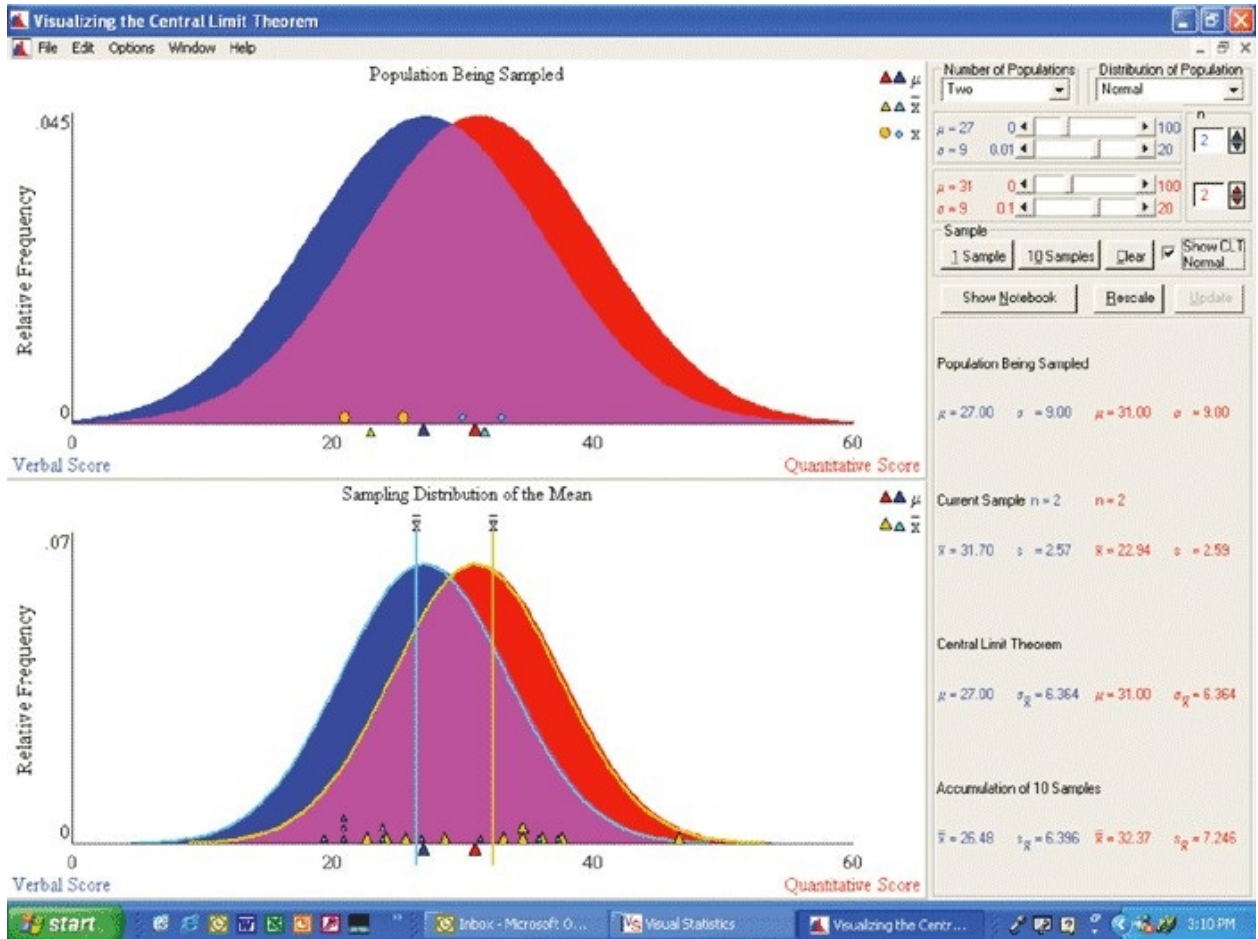 Visualizing the Central Limit Theorem
File Edit Options Window Help
Population Being Sampled
μ
x̄
x
.045
Relative Frequency
0
0 20 40 60
Verbal Score Quantitative Score
Sampling Distribution of the Mean
μ
x̄
x̿ x̿
.07
Relative Frequency
0
0 20 40 60
Verbal Score Quantitative Score
Number of Populations Distribution of Population
Two Normal
n
μ = 27 0 100
σ = 9 0.01 20
2
μ = 31 0 100
σ = 9 0.1 20
2
Sample
1 Sample 10 Samples Clear Show CLT Normal
Show Notebook Rescale Update
Population Being Sampled
μ = 27.00 σ = 9.00 μ = 31.00 σ = 9.00
Current Sample n = 2 n = 2
x̄ = 31.70 s = 2.57 x̄ = 22.94 s = 2.59
Central Limit Theorem
μ = 27.00 σx̄ = 6.364 μ = 31.00 σx̄ = 6.364
Accumulation of 10 Samples
x̿ = 26.48 sx̄ = 6.396 x̿ = 32.37 sx̄ = 7.246
start Inbox - Microsoft O... Visual Statistics Visualizing the Centr... 3:10 PM